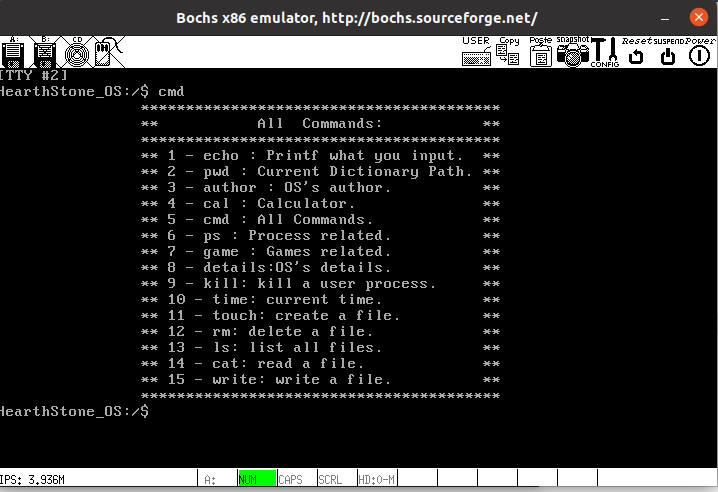 Bochs x86 emulator, http://bochs.sourceforge.net/
A: B: CD USER Copy Paste snapshot CONFIG Reset SUSPEND Power
[TTY #2]
HearthStone_OS:/$ cmd
****************************************
** All Commands: **
****************************************
** 1 - echo : Printf what you input. **
** 2 - pwd : Current Dictionary Path. **
** 3 - author : OS's author. **
** 4 - cal : Calculator. **
** 5 - cmd : All Commands. **
** 6 - ps : Process related. **
** 7 - game : Games related. **
** 8 - details:OS's details. **
** 9 - kill: kill a user process. **
** 10 - time: current time. **
** 11 - touch: create a file. **
** 12 - rm: delete a file. **
** 13 - ls: list all files. **
** 14 - cat: read a file. **
** 15 - write: write a file. **
****************************************
HearthStone_OS:/$
IPS: 3.936M A: NUM CAPS SCRL HD:0-M